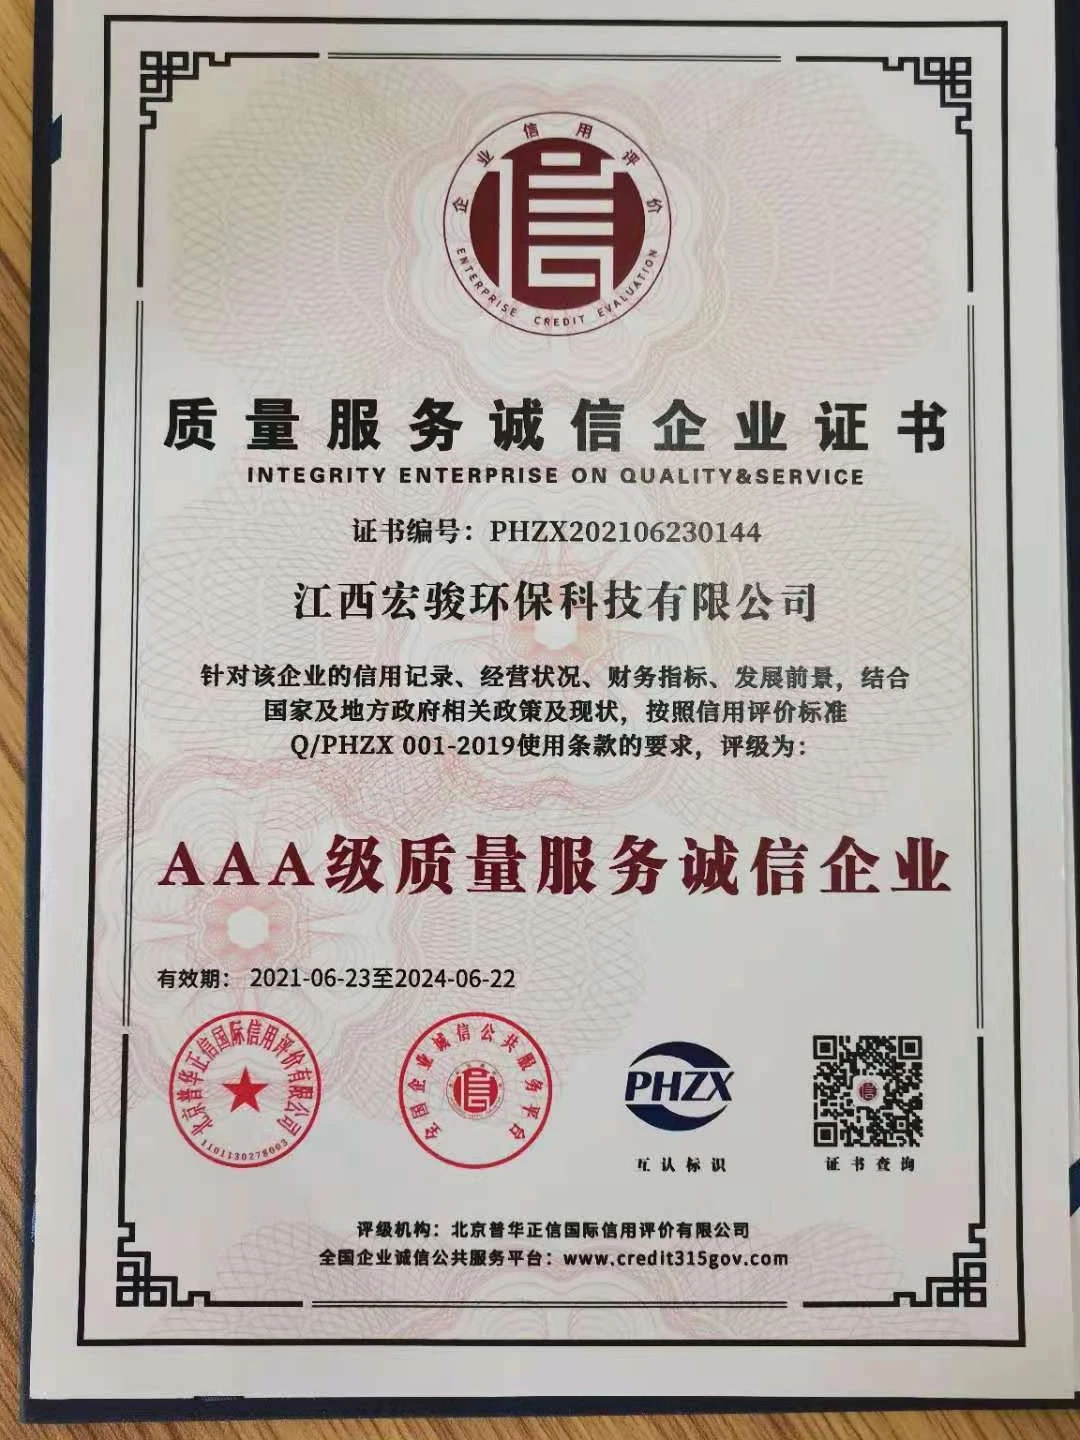 企业信用评价
信
ENTERPRISE CREDIT EVALUATION
质量服务诚信企业证书
INTEGRITY ENTERPRISE ON QUALITY&SERVICE
证书编号：PHZX202106230144
江西宏骏环保科技有限公司
针对该企业的信用记录、经营状况、财务指标、发展前景，结合
国家及地方政府相关政策及现状，按照信用评价标准
Q/PHZX 001-2019使用条款的要求，评级为：
AAA级质量服务诚信企业
有效期： 2021-06-23至2024-06-22
北京普华正信国际信用评价有限公司
1101130278003
全国企业诚信公共服务平台
信
PHZX
互认标识
证书查询
评级机构：北京普华正信国际信用评价有限公司
全国企业诚信公共服务平台：www.credit315gov.com